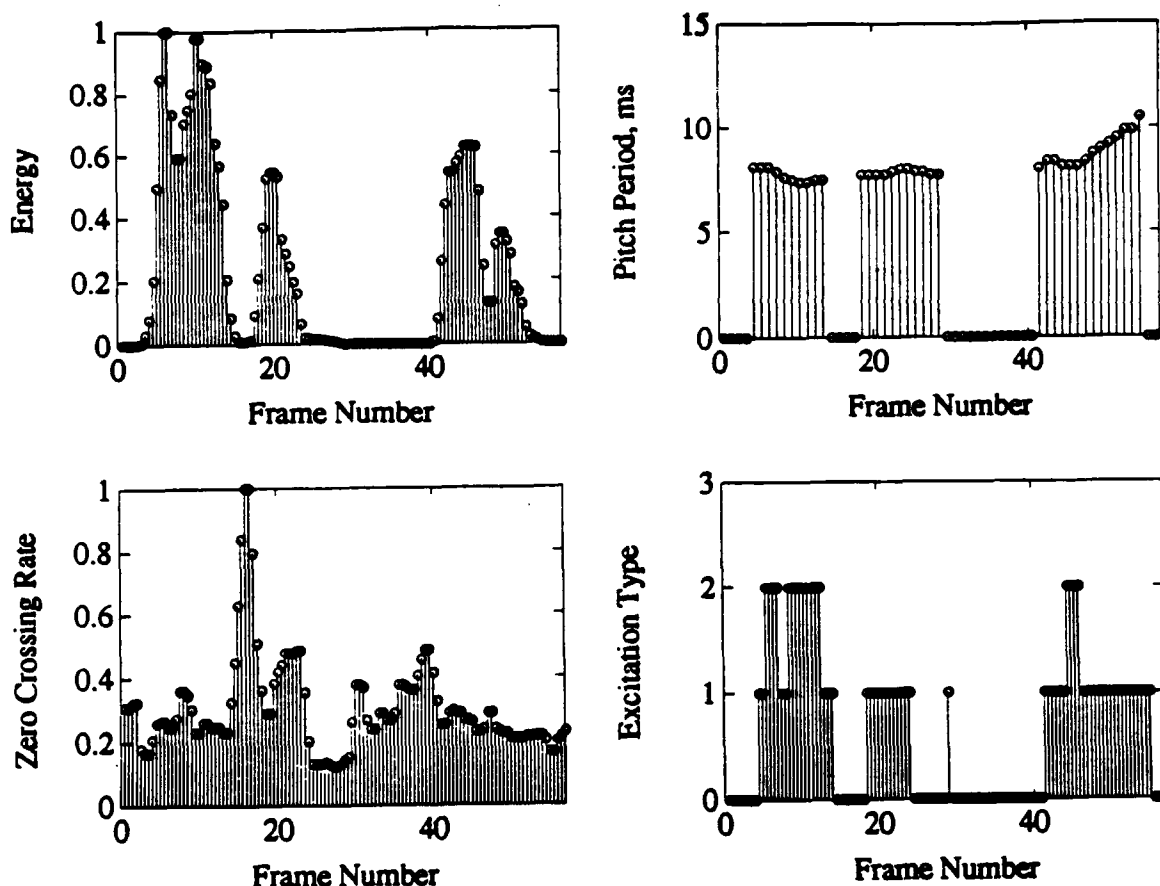 1
0.8
0.6
0.4
0.2
0
Energy
0 20 40
Frame Number
15
10
5
0
Pitch Period, ms
0 20 40
Frame Number
1
0.8
0.6
0.4
0.2
0
Zero Crossing Rate
0 20 40
Frame Number
3
2
1
0
Excitation Type
0 20 40
Frame Number